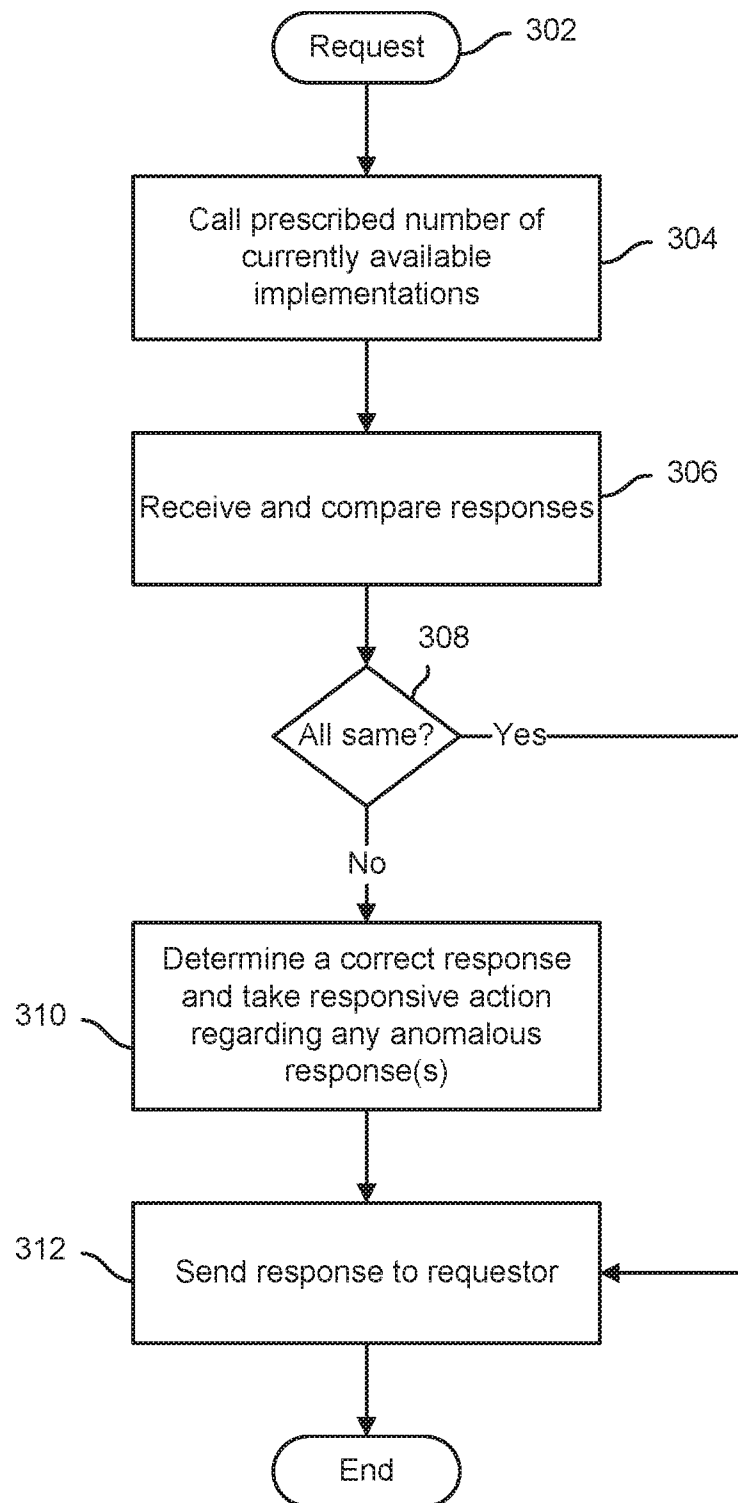 Request
302
Call prescribed number of
currently available
implementations
304
Receive and compare responses
306
308
All same?
Yes
No
Determine a correct response
and take responsive action
regarding any anomalous
response(s)
310
Send response to requestor
312
End